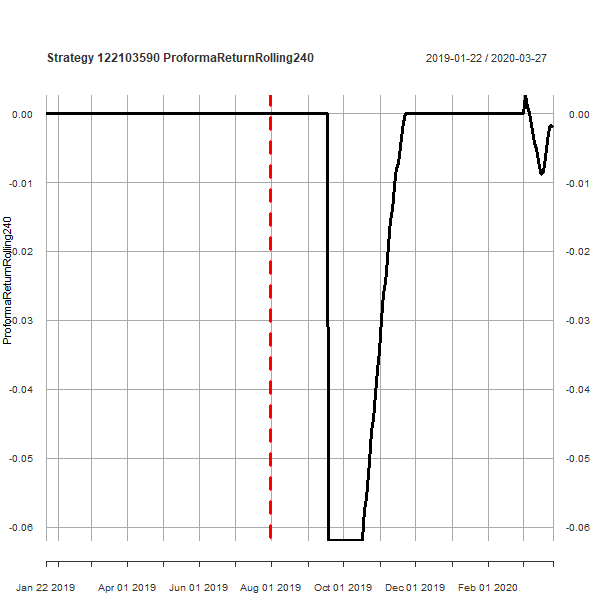 Strategy 122103590 ProformaReturnRolling240
2019-01-22 / 2020-03-27
0.00 0.00
-0.01 -0.01
-0.02 -0.02
-0.03 -0.03
-0.04 -0.04
-0.05 -0.05
-0.06 -0.06
ProformaReturnRolling240
Jan 22 2019 Apr 01 2019 Jun 01 2019 Aug 01 2019 Oct 01 2019 Dec 01 2019 Feb 01 2020